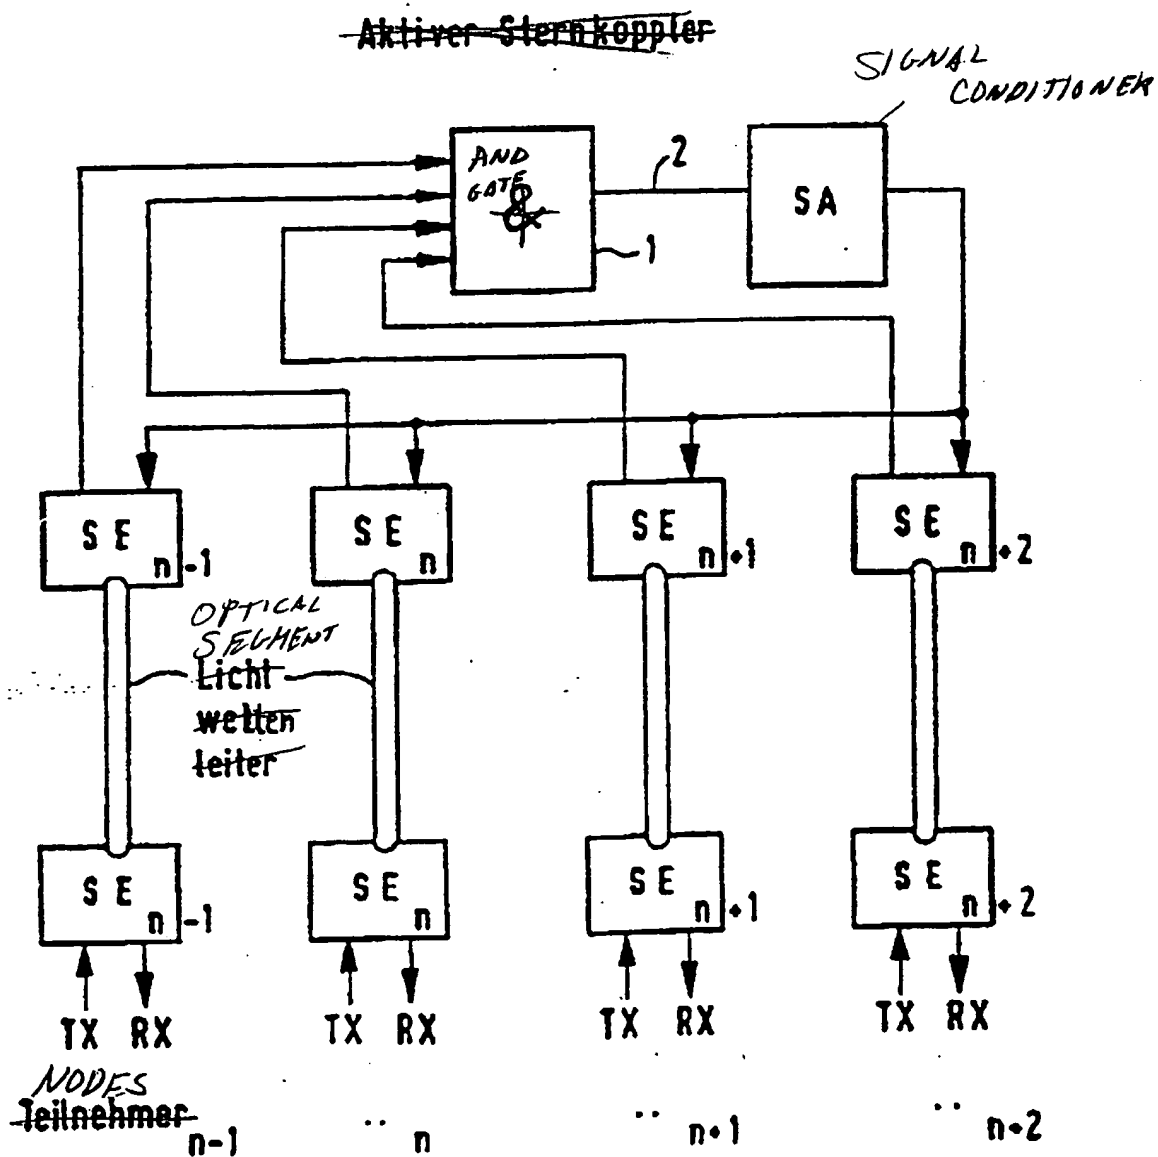 Aktiver Sternkoppler
SIGNAL
CONDITIONER
AND
GATE
&
2
1
SA
SE n-1
SE n
SE n+1
SE n+2
OPTICAL
SEGMENT
Licht
wellen
leiter
SE n-1
SE n
SE n+1
SE n+2
TX RX
TX RX
TX RX
TX RX
NODES
Teilnehmer n-1
.. n
.. n+1
.. n+2